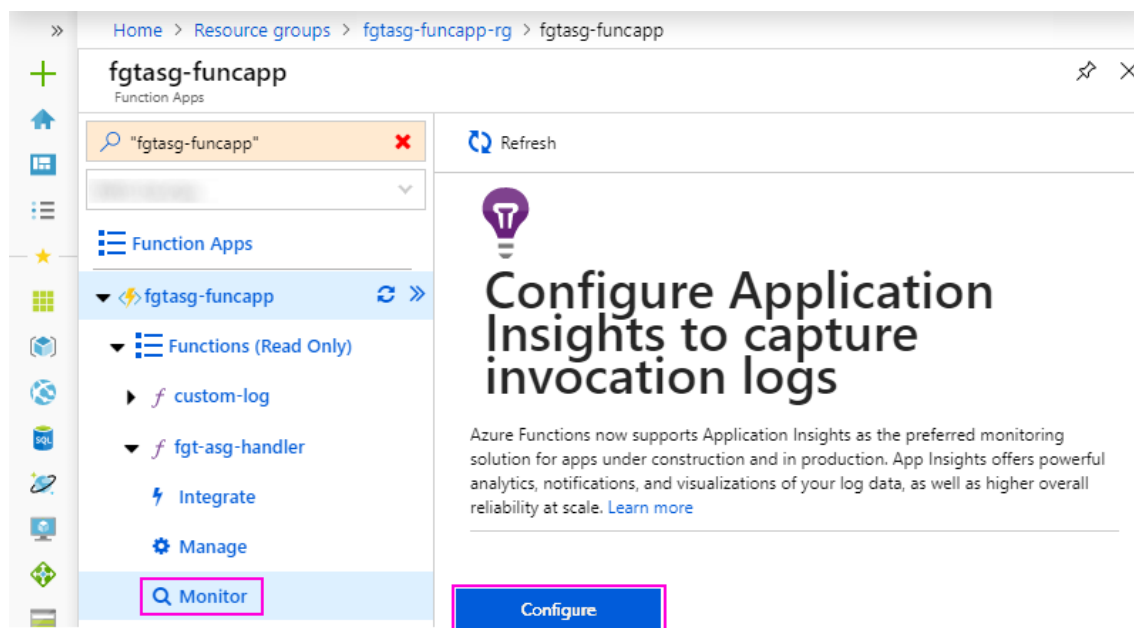 Home > Resource groups > fgtasg-funcapp-rg > fgtasg-funcapp
fgtasg-funcapp
Function Apps
"fgtasg-funcapp"
Refresh
Function Apps
fgtasg-funcapp
Functions (Read Only)
custom-log
fgt-asg-handler
Integrate
Manage
Monitor
Configure Application
Insights to capture
invocation logs
Azure Functions now supports Application Insights as the preferred monitoring
solution for apps under construction and in production. App Insights offers powerful
analytics, notifications, and visualizations of your log data, as well as higher overall
reliability at scale. Learn more
Configure
SQL